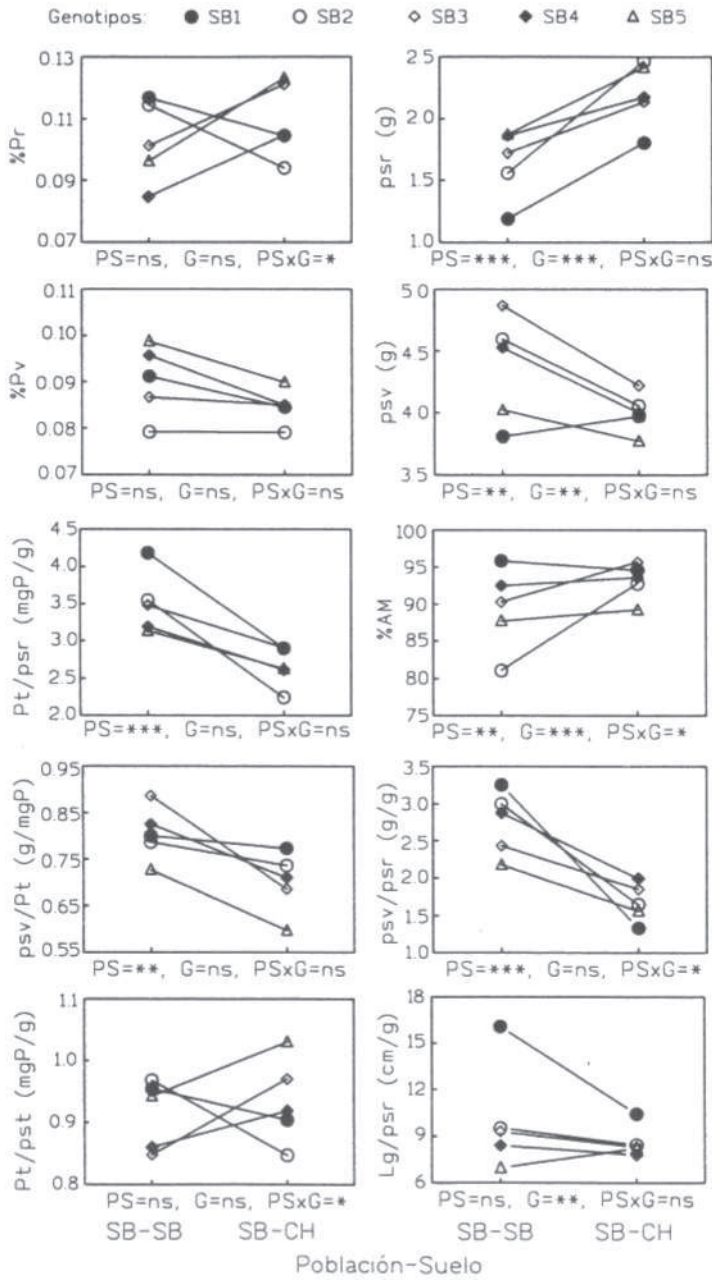 Genotipos: SB1 SB2 SB3 SB4 SB5
%Pr
0.13
0.11
0.09
0.07
PS=ns, G=ns, PSxG=*
psr (g)
2.5
2.0
1.5
1.0
PS=***, G=***, PSxG=ns
%Pv
0.11
0.10
0.09
0.08
0.07
PS=ns, G=ns, PSxG=ns
psv (g)
5.0
4.5
4.0
3.5
PS=**, G=**, PSxG=ns
Pt/psr (mgP/g)
4.5
4.0
3.5
3.0
2.5
2.0
PS=***, G=ns, PSxG=ns
%AM
100
95
90
85
80
75
PS=**, G=***, PSxG=*
psv/Pt (g/mgP)
0.95
0.85
0.75
0.65
0.55
PS=**, G=ns, PSxG=ns
psv/psr (g/g)
3.5
3.0
2.5
2.0
1.5
1.0
PS=***, G=ns, PSxG=*
Pt/pst (mgP/g)
1.1
1.0
0.9
0.8
PS=ns, G=ns, PSxG=*
SB-SB SB-CH
Lg/psr (cm/g)
18
15
12
9
6
PS=ns, G=**, PSxG=ns
SB-SB SB-CH
Población-Suelo